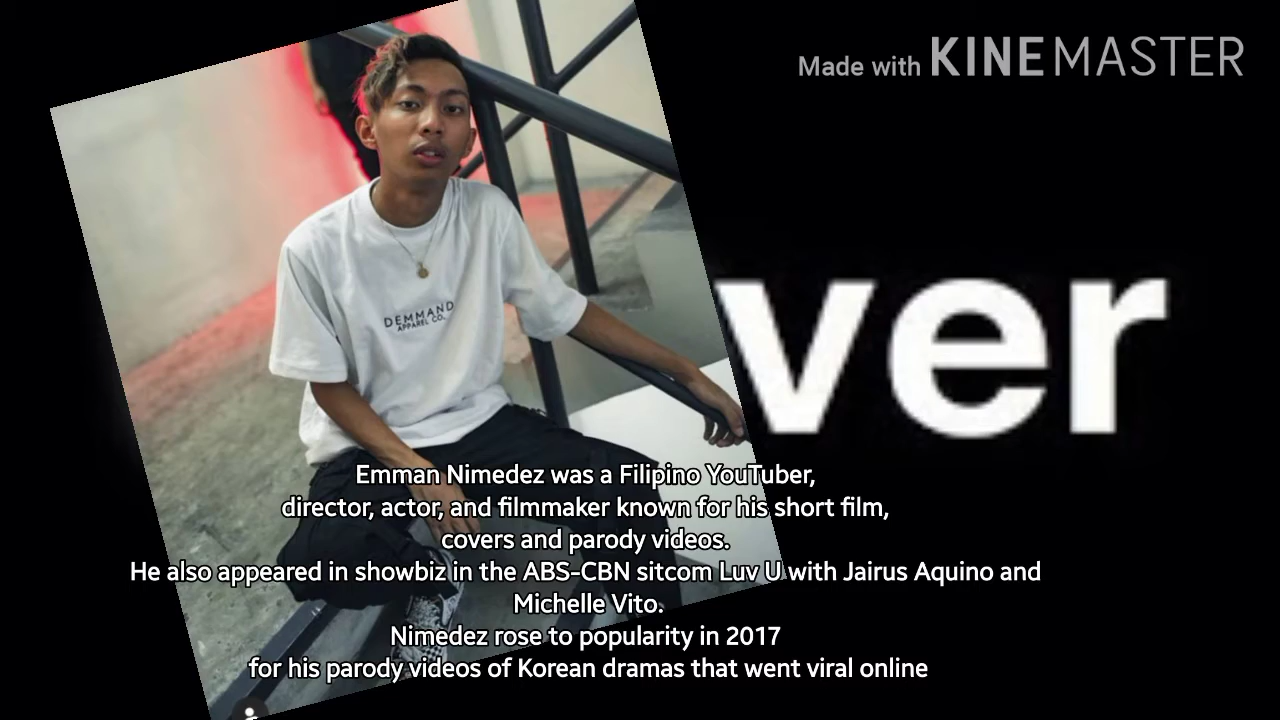 Made with KINEMASTER
DEMMAND
APPAREL CO.
ver
Emman Nimedez was a Filipino YouTuber,
director, actor, and filmmaker known for his short film,
covers and parody videos.
He also appeared in showbiz in the ABS-CBN sitcom Luv U with Jairus Aquino and
Michelle Vito.
Nimedez rose to popularity in 2017
for his parody videos of Korean dramas that went viral online